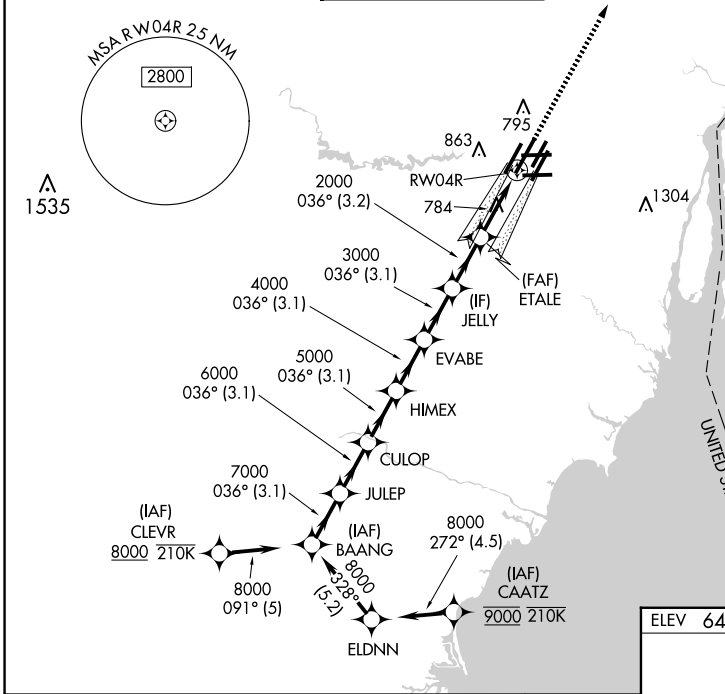 MSA RW04R 25 NM
2800
1535
863
795
RW04R
784
1304
2000
036° (3.2)
(FAF)
ETALE
3000
036° (3.1)
(IF)
JELLY
4000
036° (3.1)
EVABE
5000
036° (3.1)
HIMEX
6000
036° (3.1)
CULOP
7000
036° (3.1)
JULEP
(IAF)
CLEVR
8000 210K
(IAF)
BAANG
8000
091° (5)
8000
328°
(5.2)
8000
272° (4.5)
(IAF)
CAATZ
9000 210K
ELDNN
UNITED
ELEV 64